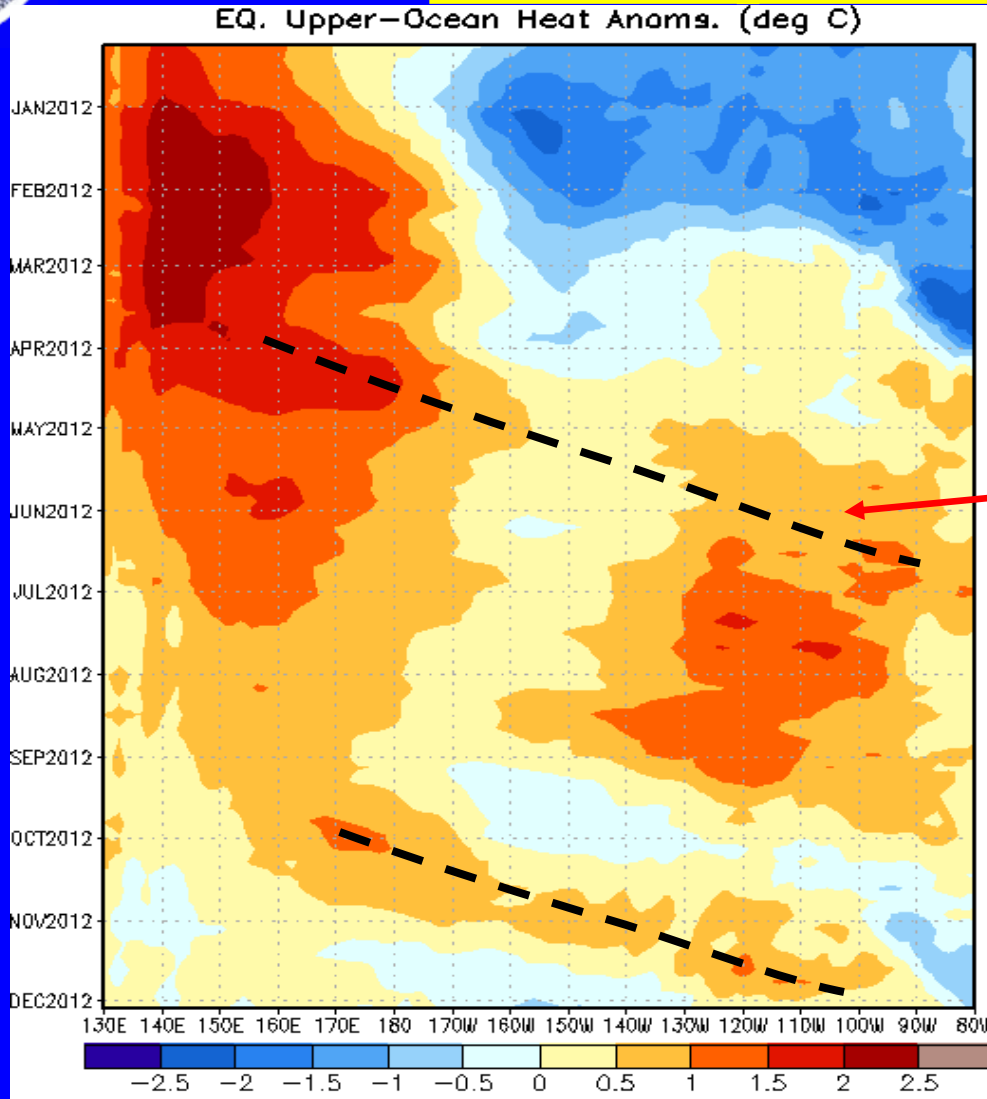 EQ. Upper-Ocean Heat Anoms. (deg C)
JAN2012
FEB2012
MAR2012
APR2012
MAY2012
JUN2012
JUL2012
AUG2012
SEP2012
OCT2012
NOV2012
DEC2012
130E 140E 150E 160E 170E 180 170W 160W 150W 140W 130W 120W 110W 100W 90W 80W
-2.5 -2 -1.5 -1 -0.5 0 0.5 1 1.5 2 2.5